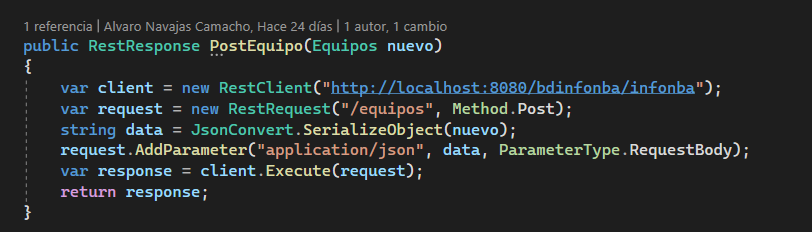 1 referencia | Alvaro Navajas Camacho, Hace 24 días | 1 autor, 1 cambio
public RestResponse PostEquipo(Equipos nuevo)
{
    var client = new RestClient("http://localhost:8080/bdinfonba/infonba");
    var request = new RestRequest("/equipos", Method.Post);
    string data = JsonConvert.SerializeObject(nuevo);
    request.AddParameter("application/json", data, ParameterType.RequestBody);
    var response = client.Execute(request);
    return response;
}